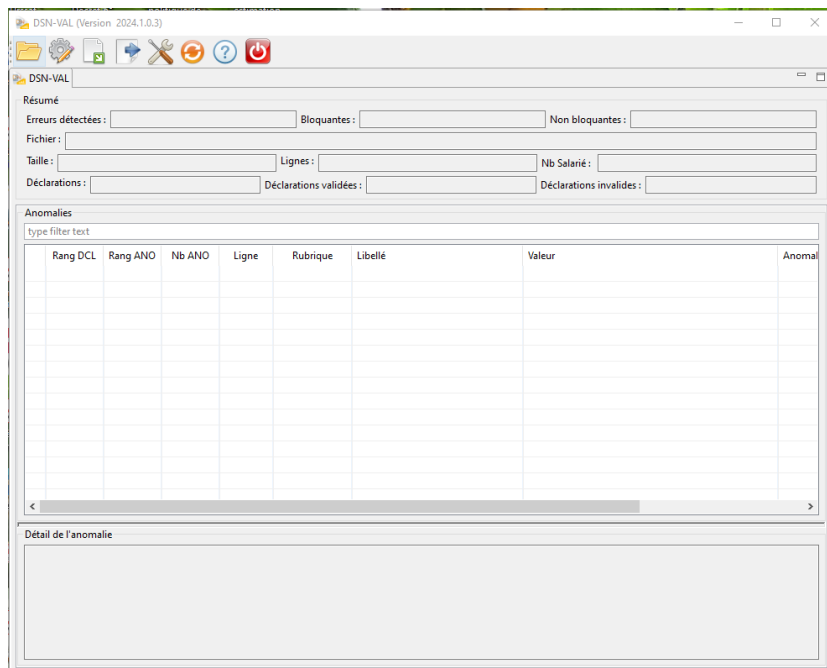 DSN-VAL (Version 2024.1.0.3)
DSN-VAL
Résumé
Erreurs détectées : Bloquantes : Non bloquantes :
Fichier :
Taille : Lignes : Nb Salarié :
Déclarations : Déclarations validées : Déclarations invalides :
Anomalies
type filter text
Rang DCL Rang ANO Nb ANO Ligne Rubrique Libellé Valeur Anomal
Détail de l'anomalie